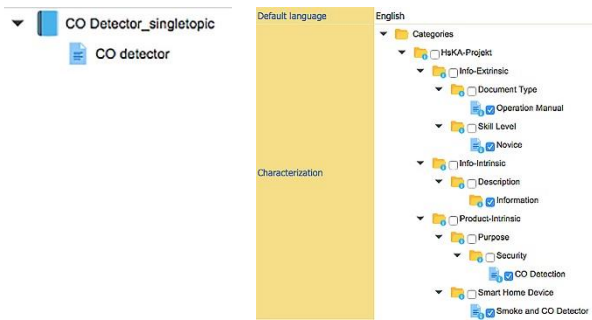 CO Detector_singletopic
CO detector
Default language English
Categories
HsKA-Projekt
Info-Extrinsic
Document Type
Operation Manual
Skill Level
Novice
Info-Intrinsic
Characterization
Description
Information
Product-Intrinsic
Purpose
Security
CO Detection
Smart Home Device
Smoke and CO Detector